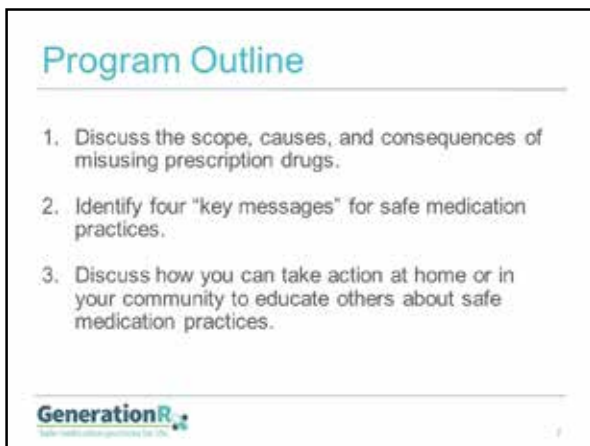 Program Outline
1. Discuss the scope, causes, and consequences of
misusing prescription drugs.
2. Identify four “key messages” for safe medication
practices.
3. Discuss how you can take action at home or in
your community to educate others about safe
medication practices.
GenerationR